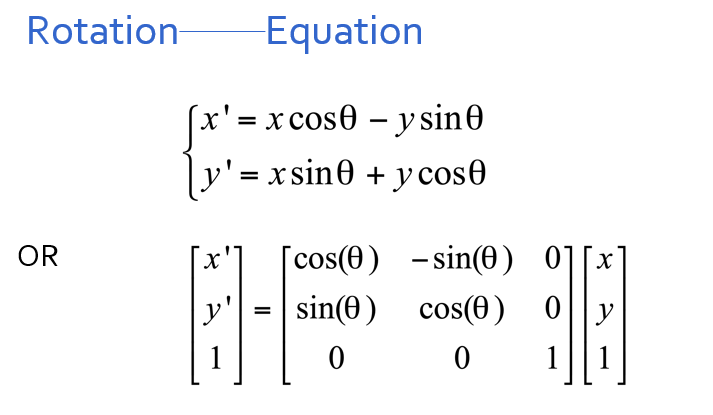 Rotation——Equation
x' = x cosθ − y sinθ
y' = x sinθ + y cosθ
OR
[x'] = [cos(θ) −sin(θ) 0] [x]
[y'] = [sin(θ) cos(θ) 0] [y]
[1] = [0 0 1] [1]